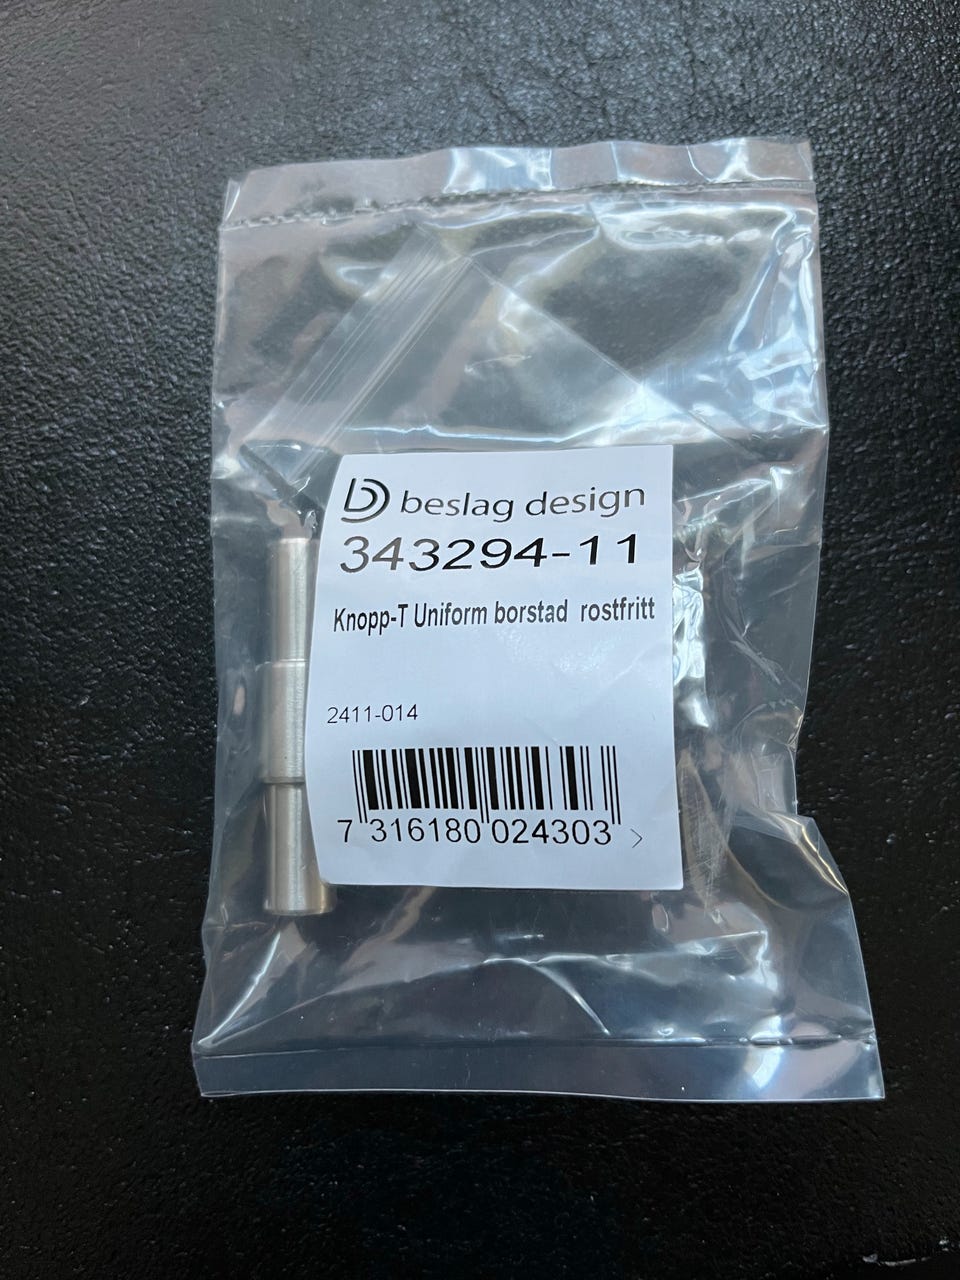 beslag design
343294-11
Knopp-T Uniform borstad rostfritt
2411-014
7 316180 024303 >